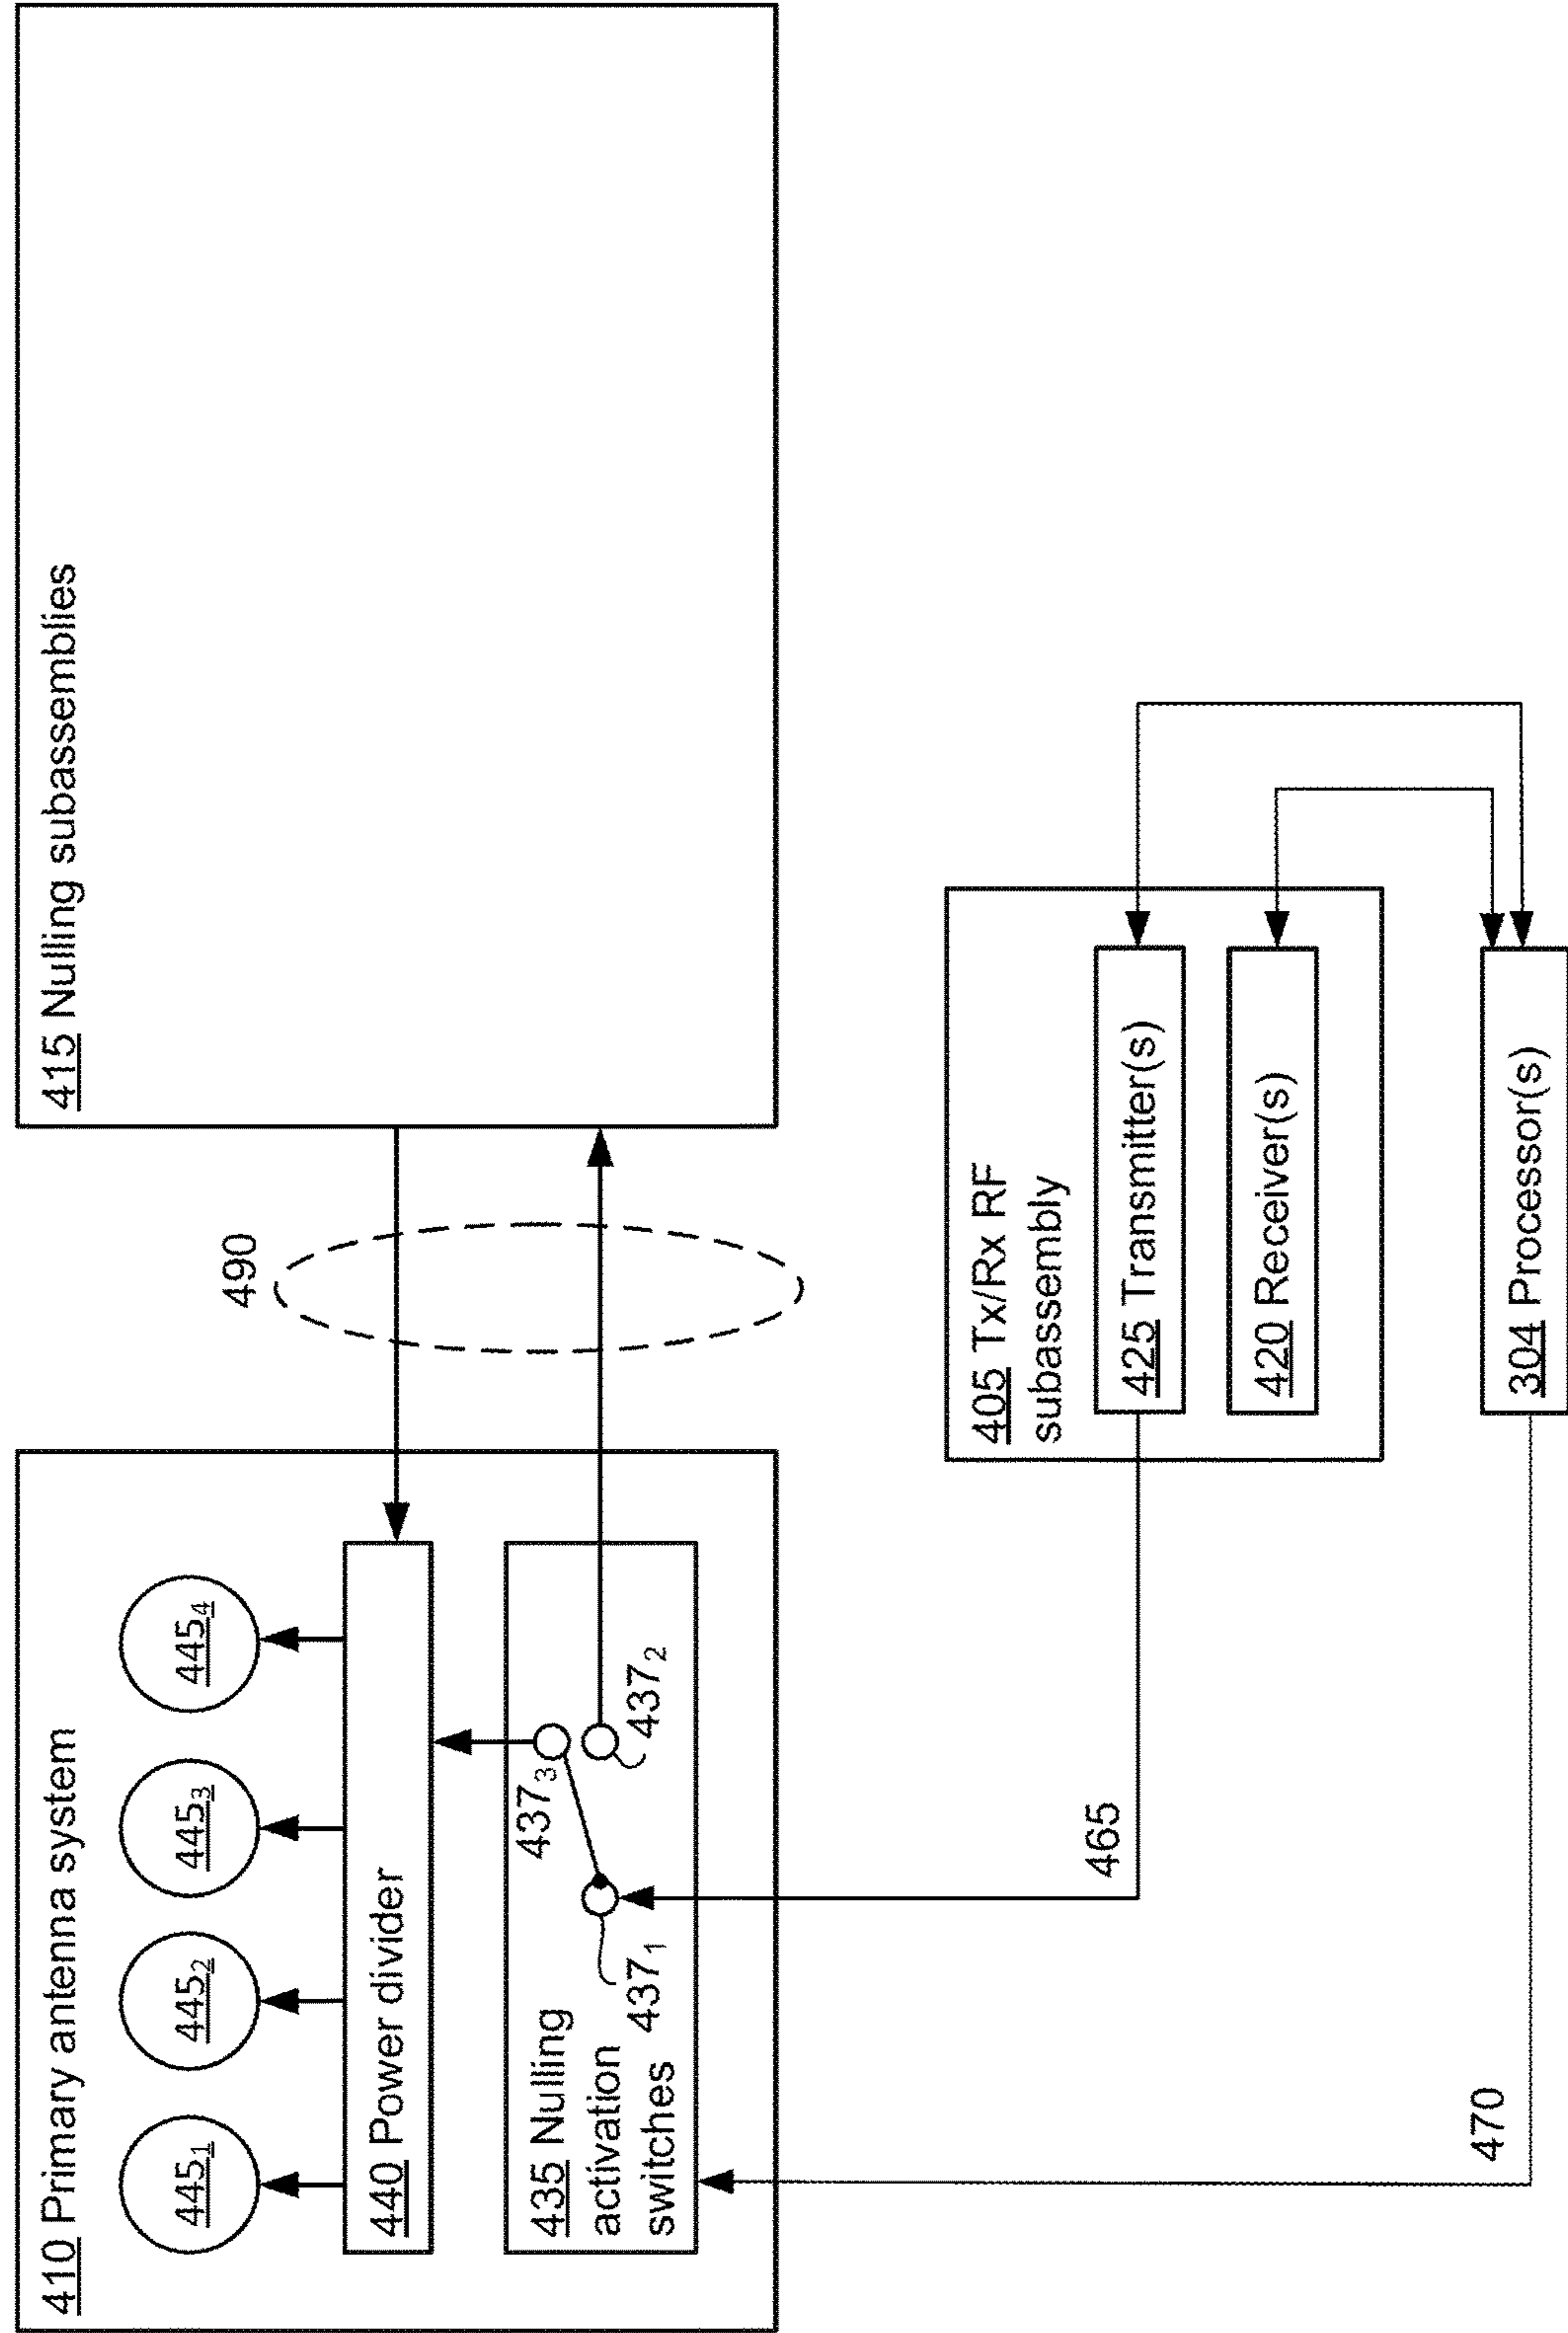 410 Primary antenna system
445₁
445₂
445₃
445₄
440 Power divider
435 Nulling
activation
switches
437₁
437₃
437₂
490
415 Nulling subassemblies
465
470
405 Tx/Rx RF
subassembly
425 Transmitter(s)
420 Receiver(s)
304 Processor(s)